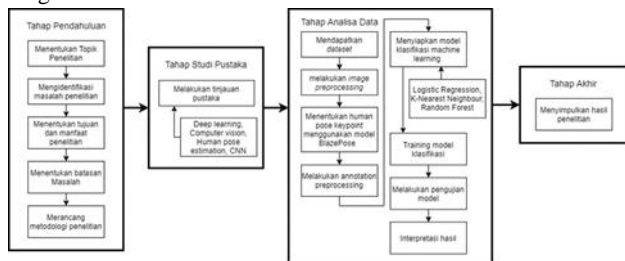 Tahap Pendahuluan
Menentukan Topik
Penelitian
Mengidentifikasi
masalah penelitian
Menentukan tujuan
dan manfaat
penelitian
Menentukan batasan
Masalah
Merancang
metodologi penelitian
Tahap Studi Pustaka
Melakukan tinjauan
pustaka
Deep learning,
Computer vision,
Human pose
estimation, CNN
Tahap Analisa Data
Mendapatkan
dataset
melakukan image
preprocessing
Menentukan human
pose keypoint
menggunakan model
BlazePose
Melakukan annotation
preprocessing
Menyiapkan model
klasifikasi machine
learning.
Logistic Regression,
K-Nearest Neighbour,
Random Forest
Training model
klasifikasi
Melakukan pengujian
model
Interpretasi hasil
Tahap Akhir
Menyimpulkan hasil
penelitian